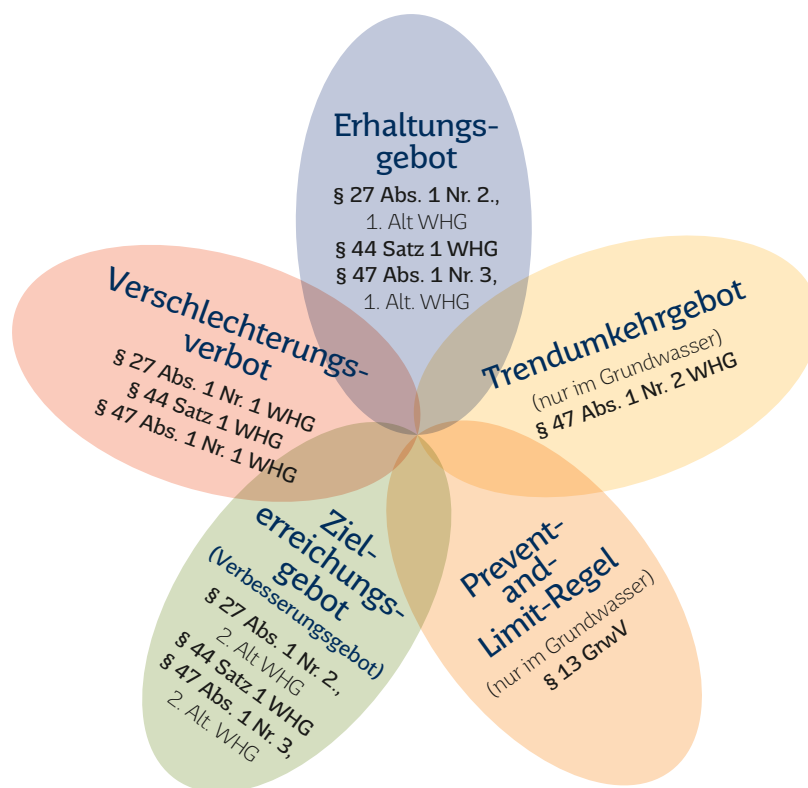 Erhaltungs-
gebot
§ 27 Abs. 1 Nr. 2.,
1. Alt WHG
§ 44 Satz 1 WHG
§ 47 Abs. 1 Nr. 3,
1. Alt. WHG
Trendumkehrgebot
(nur im Grundwasser)
§ 47 Abs. 1 Nr. 2 WHG
Prevent-
and-
Limit-Regel
(nur im Grundwasser)
§ 13 GrwV
Ziel-
erreichungs-
gebot
(Verbesserungsgebot)
§ 27 Abs. 1 Nr. 2.,
2. Alt WHG
§ 44 Satz 1 WHG
§ 47 Abs. 1 Nr. 3,
2. Alt. WHG
Verschlechterungs-
verbot
§ 27 Abs. 1 Nr. 1 WHG
§ 44 Satz 1 WHG
§ 47 Abs. 1 Nr. 1 WHG